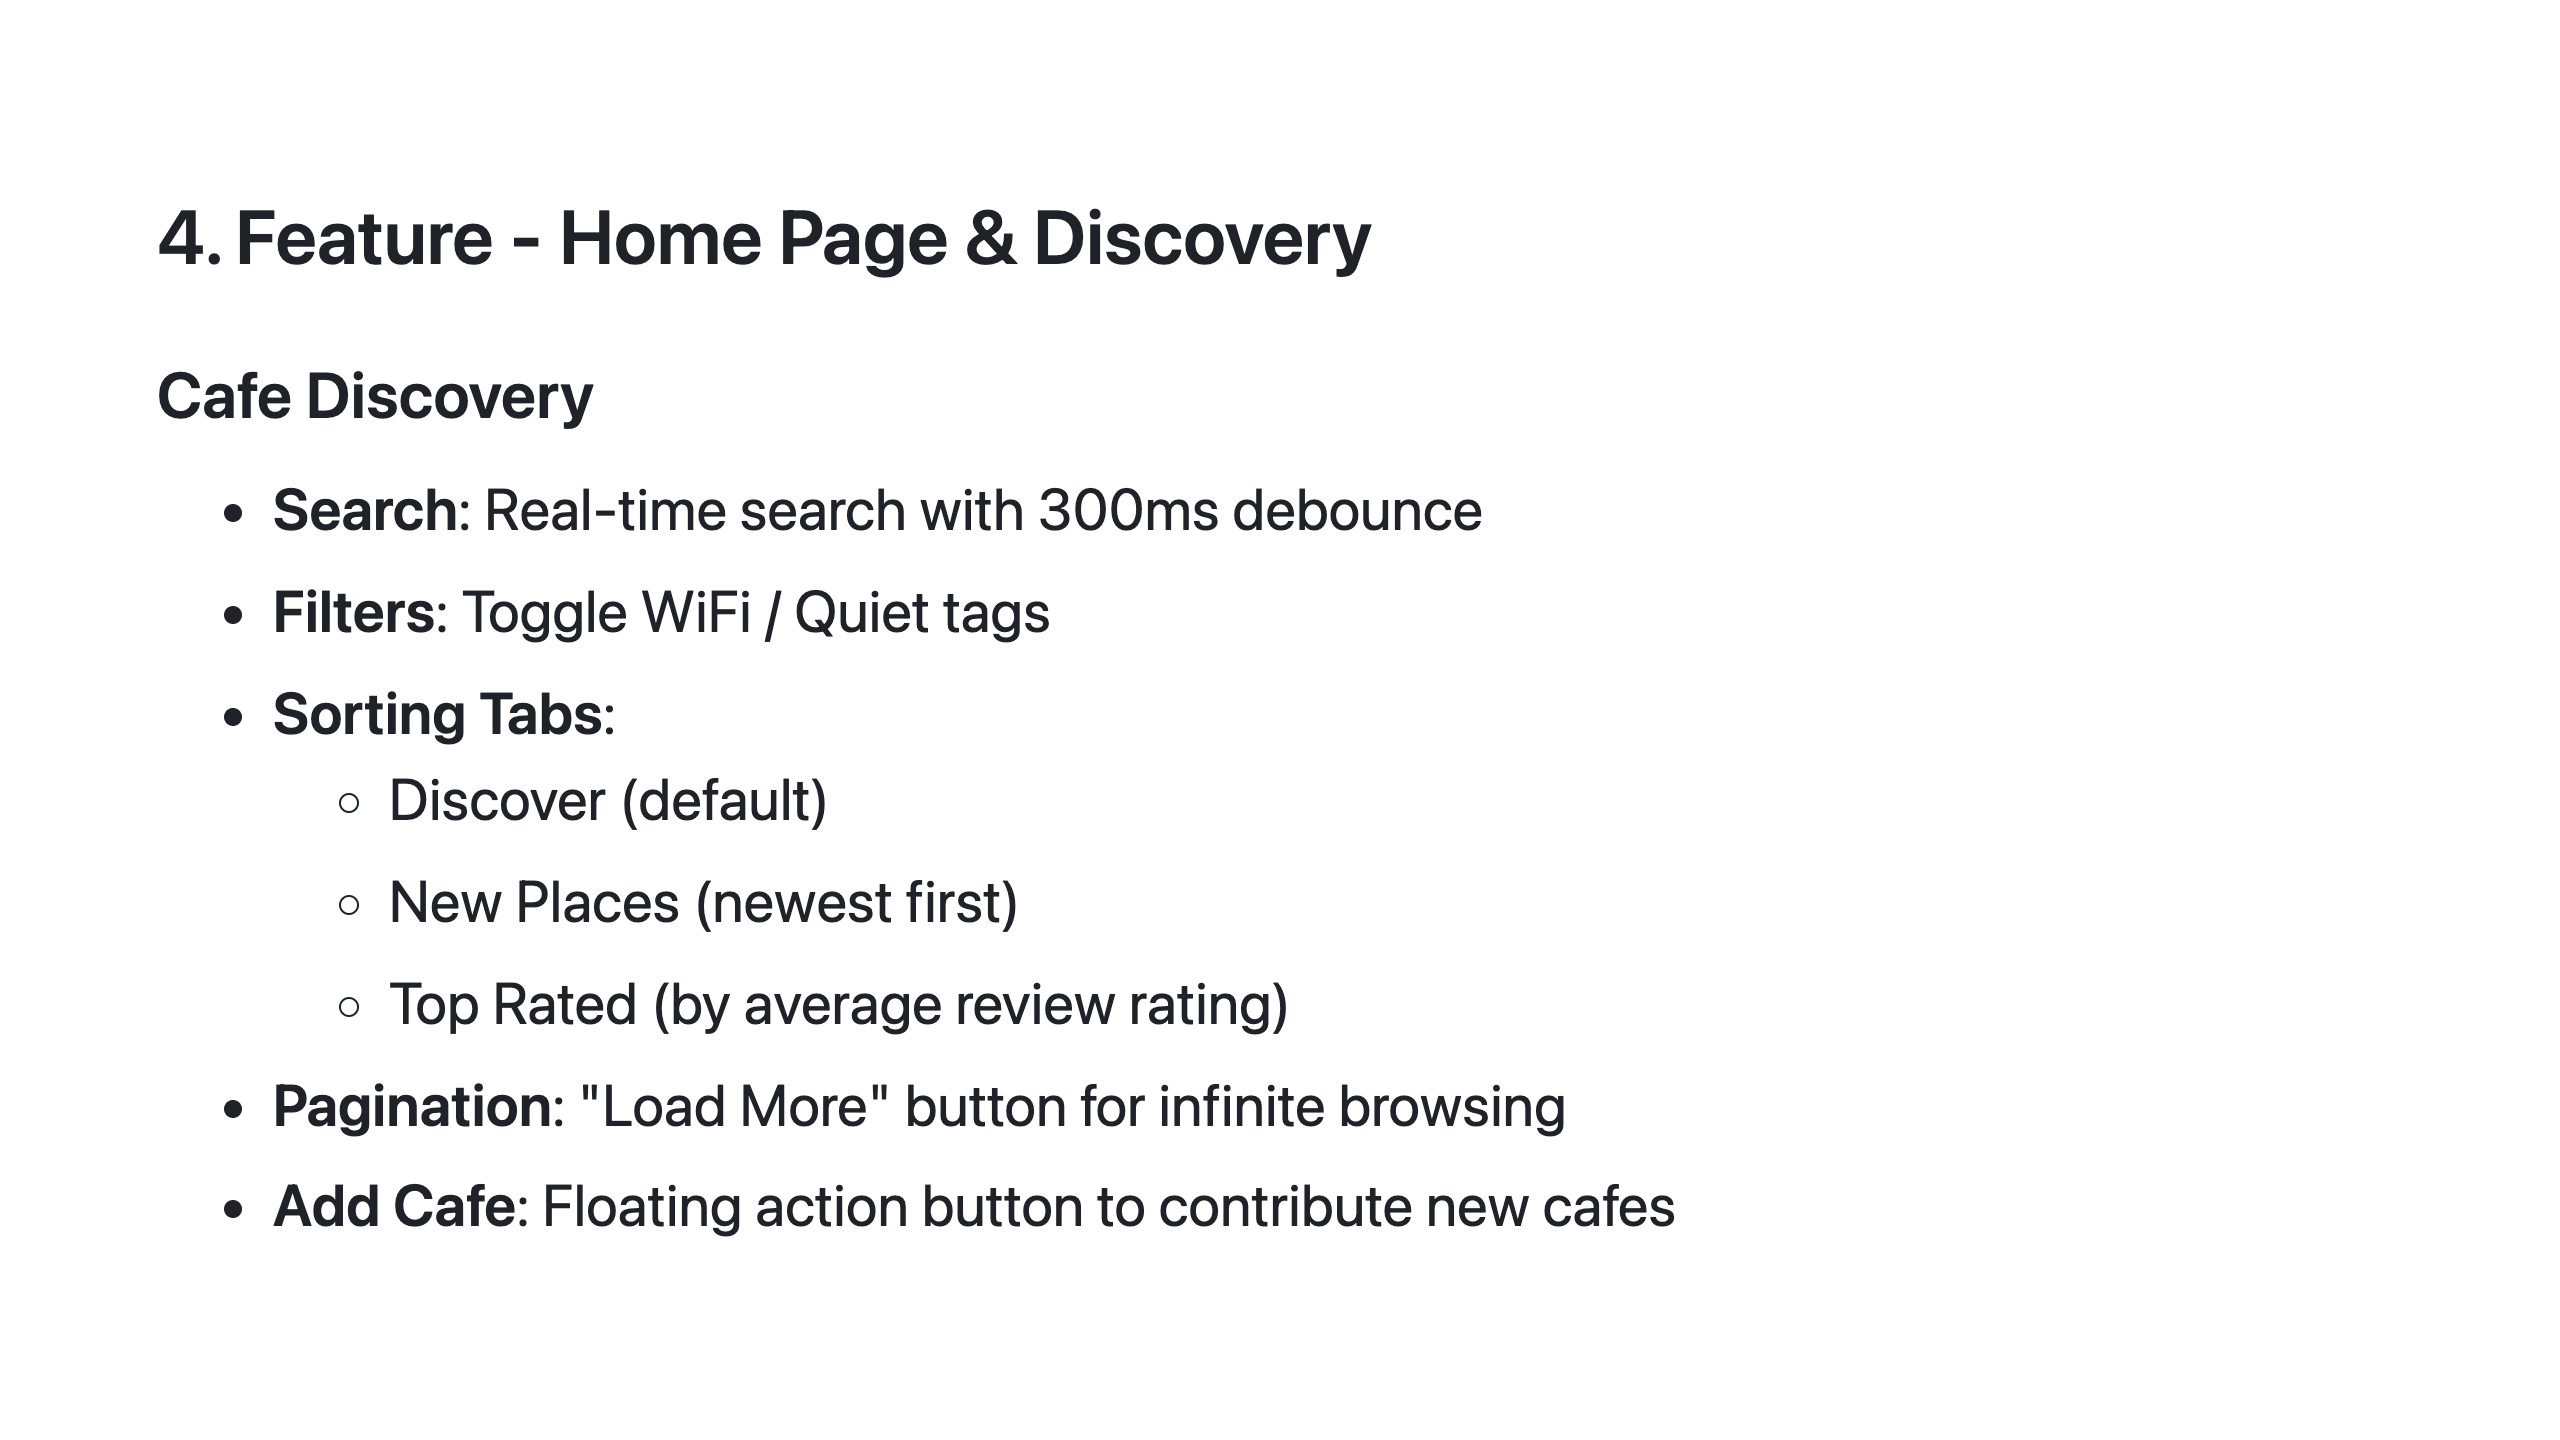 4. Feature - Home Page & Discovery
Cafe Discovery
• Search: Real-time search with 300ms debounce
• Filters: Toggle WiFi / Quiet tags
• Sorting Tabs:
◦ Discover (default)
◦ New Places (newest first)
◦ Top Rated (by average review rating)
• Pagination: "Load More" button for infinite browsing
• Add Cafe: Floating action button to contribute new cafes